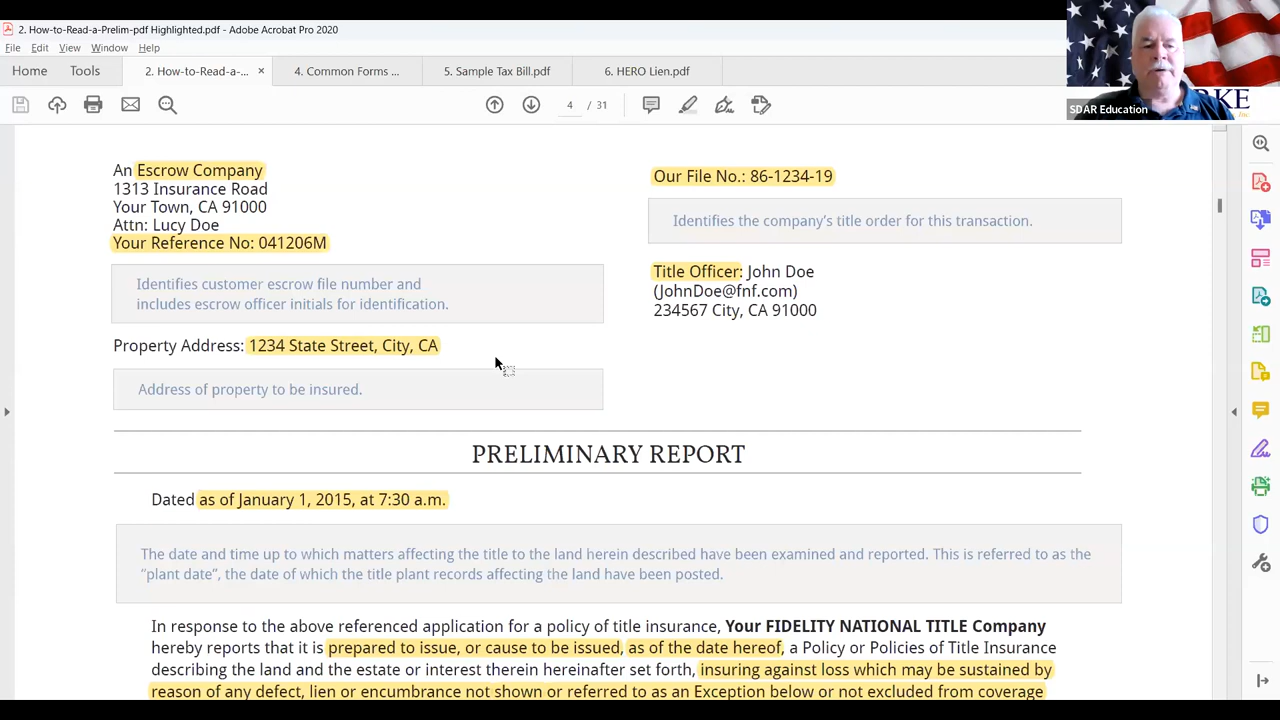 2. How-to-Read-a-Prelim-pdf Highlighted.pdf - Adobe Acrobat Pro 2020
File Edit View Window Help
Home Tools 2. How-to-Read-a-... × 4. Common Forms ... 5. Sample Tax Bill.pdf 6. HERO Lien.pdf
4 / 31
RKE
Inc
SDAR Education
An Escrow Company
1313 Insurance Road
Your Town, CA 91000
Attn: Lucy Doe
Your Reference No: 041206M
Identifies customer escrow file number and
includes escrow officer initials for identification.
Property Address: 1234 State Street, City, CA
Address of property to be insured.
Our File No.: 86-1234-19
Identifies the company's title order for this transaction.
Title Officer: John Doe
(JohnDoe@fnf.com)
234567 City, CA 91000
PRELIMINARY REPORT
Dated as of January 1, 2015, at 7:30 a.m.
The date and time up to which matters affecting the title to the land herein described have been examined and reported. This is referred to as the
“plant date”, the date of which the title plant records affecting the land have been posted.
In response to the above referenced application for a policy of title insurance, Your FIDELITY NATIONAL TITLE Company
hereby reports that it is prepared to issue, or cause to be issued, as of the date hereof, a Policy or Policies of Title Insurance
describing the land and the estate or interest therein hereinafter set forth, insuring against loss which may be sustained by
reason of any defect, lien or encumbrance not shown or referred to as an Exception below or not excluded from coverage